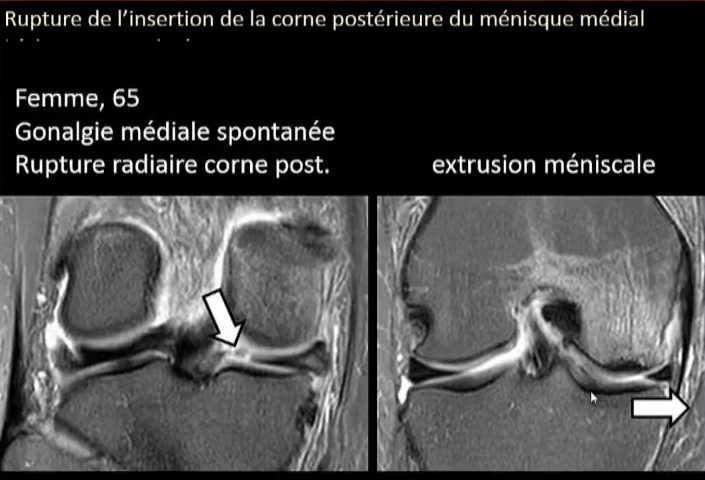 Rupture de l’insertion de la corne postérieure du ménisque médial
Femme, 65
Gonalgie médiale spontanée
Rupture radiaire corne post.
extrusion méniscale